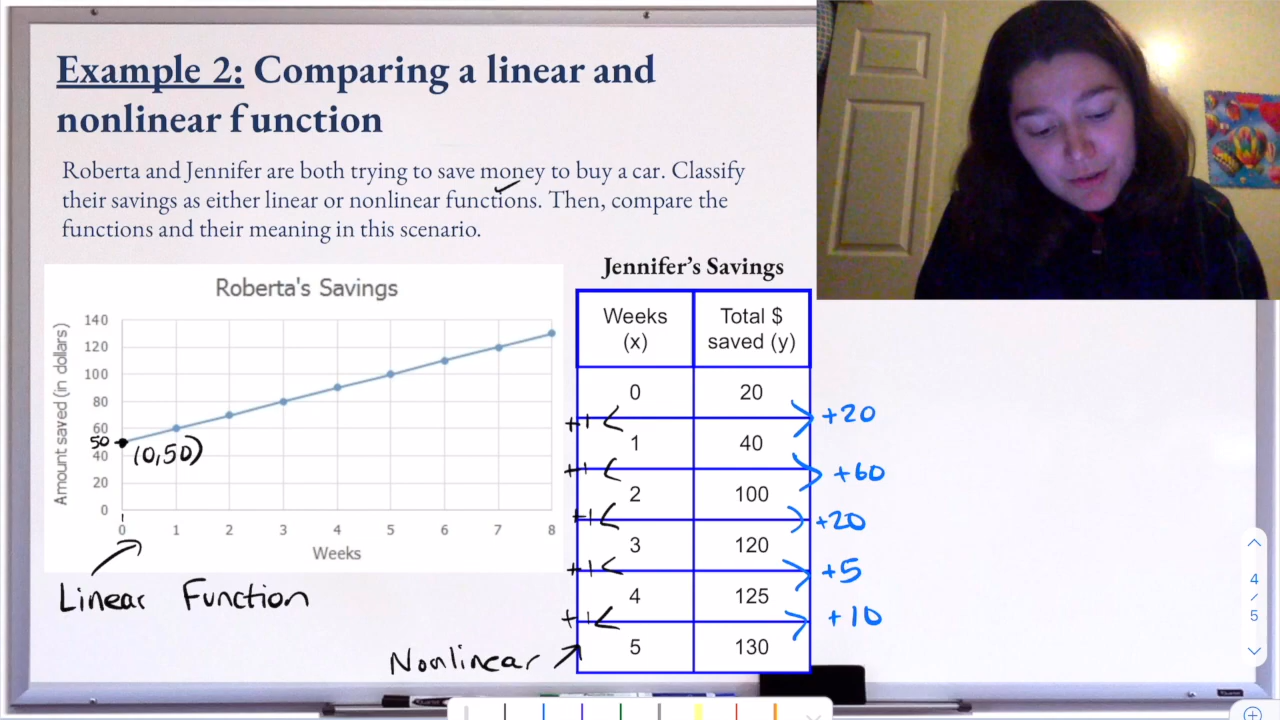 Example 2: Comparing a linear and
nonlinear function
Roberta and Jennifer are both trying to save money to buy a car. Classify
their savings as either linear or nonlinear functions. Then, compare the
functions and their meaning in this scenario.
Roberta's Savings
Amount saved (in dollars)
140
120
100
80
60
50
40
20
0
(0,50)
0 1 2 3 4 5 6 7 8
Weeks
Linear Function
Jennifer's Savings
Weeks (x) Total $ saved (y)
0 20
+1 +20
1 40
+1 +60
2 100
+1 +20
3 120
+1 +5
4 125
+1 +10
5 130
Nonlinear
4
/
5